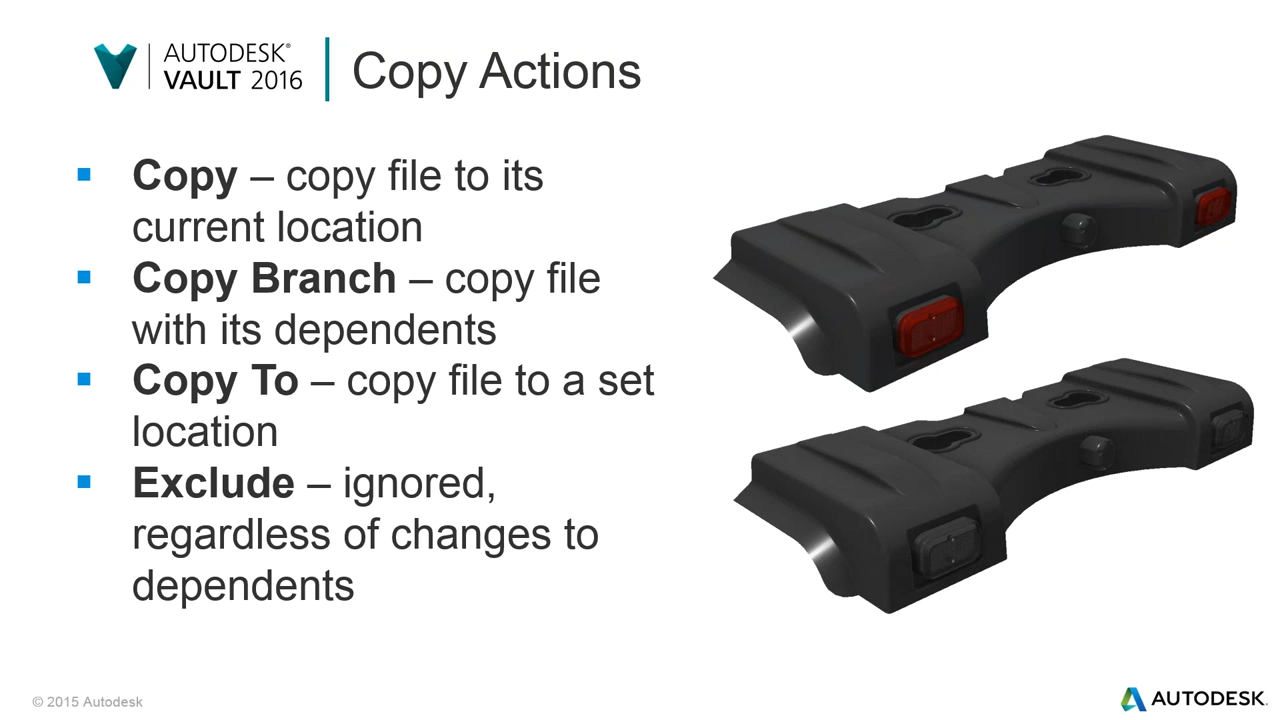 AUTODESK®
VAULT 2016
Copy Actions
▪ Copy – copy file to its
current location
▪ Copy Branch – copy file
with its dependents
▪ Copy To – copy file to a set
location
▪ Exclude – ignored,
regardless of changes to
dependents
© 2015 Autodesk
AUTODESK.